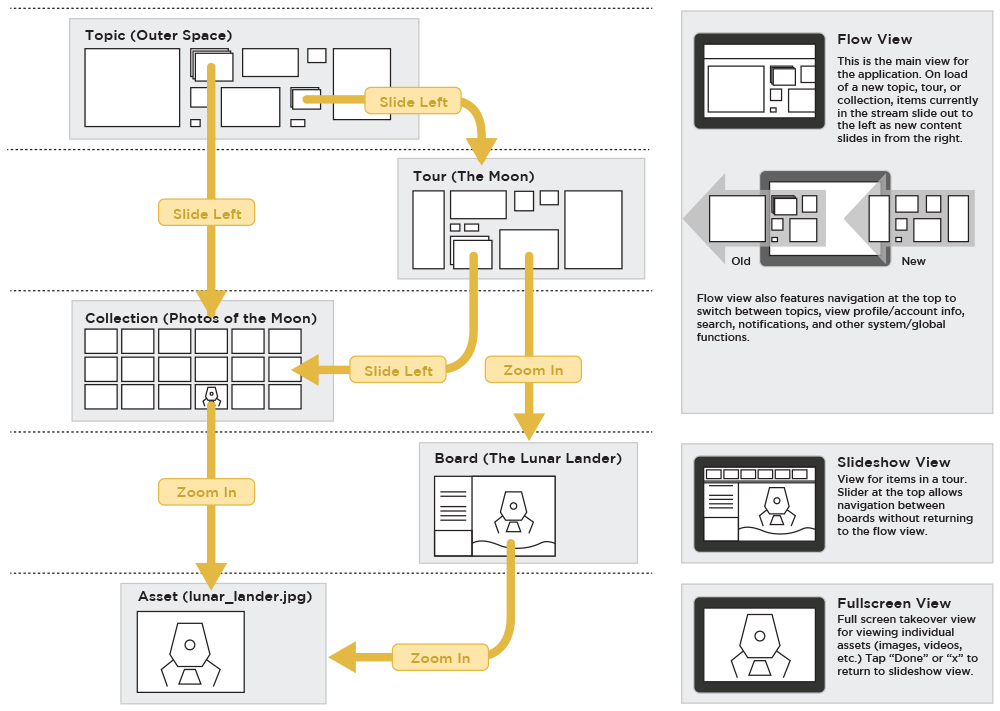 Topic (Outer Space)
Slide Left
Tour (The Moon)
Slide Left
Collection (Photos of the Moon)
Slide Left
Zoom In
Board (The Lunar Lander)
Zoom In
Asset (lunar_lander.jpg)
Zoom In
Flow View
This is the main view for
the application. On load
of a new topic, tour, or
collection, items currently
in the stream slide out to
the left as new content
slides in from the right.
Old
New
Flow view also features navigation at the top to
switch between topics, view profile/account info,
search, notifications, and other system/global
functions.
Slideshow View
View for items in a tour.
Slider at the top allows
navigation between
boards without returning
to the flow view.
Fullscreen View
Full screen takeover view
for viewing individual
assets (images, videos,
etc.) Tap “Done” or “x” to
return to slideshow view.